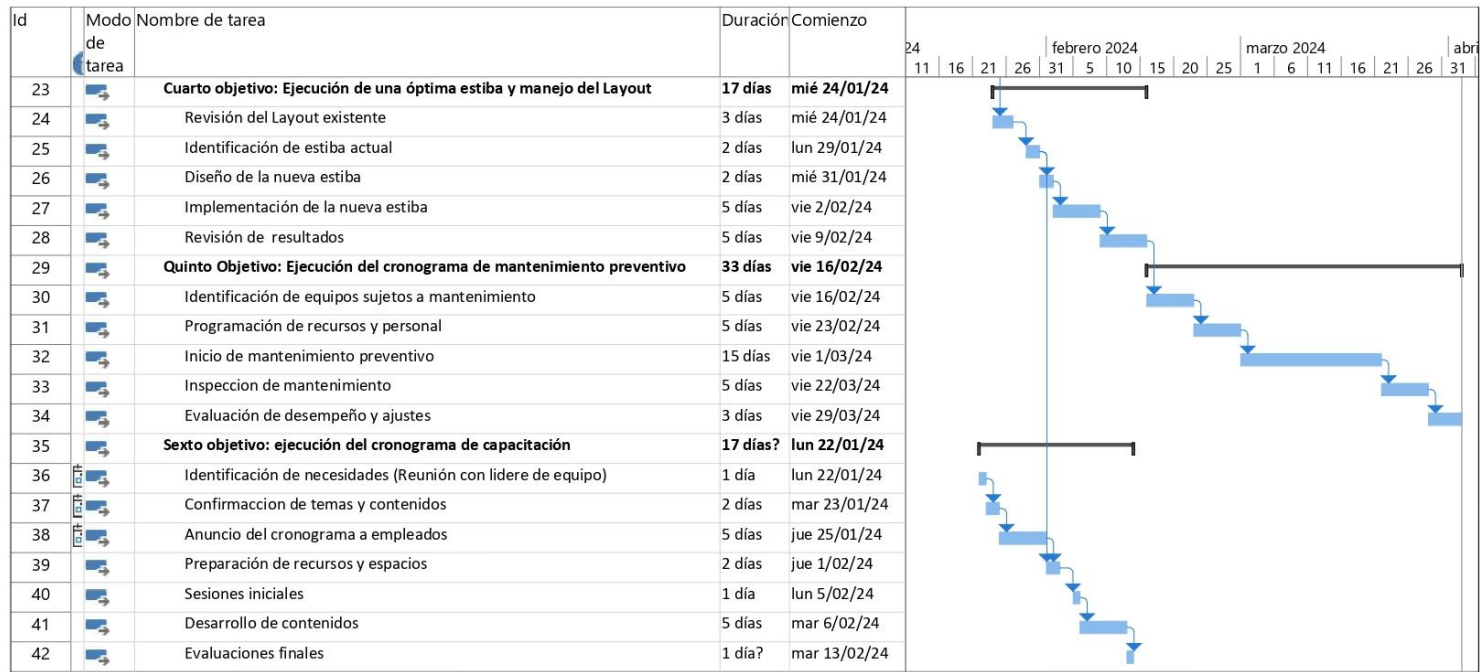 Id Modo de tarea Nombre de tarea Duración Comienzo
24 febrero 2024 marzo 2024 abri
11 16 21 26 31 5 10 15 20 25 1 6 11 16 21 26 31
23 Cuarto objetivo: Ejecución de una óptima estiba y manejo del Layout 17 días mié 24/01/24
24 Revisión del Layout existente 3 días mié 24/01/24
25 Identificación de estiba actual 2 días lun 29/01/24
26 Diseño de la nueva estiba 2 días mié 31/01/24
27 Implementación de la nueva estiba 5 días vie 2/02/24
28 Revisión de resultados 5 días vie 9/02/24
29 Quinto Objetivo: Ejecución del cronograma de mantenimiento preventivo 33 días vie 16/02/24
30 Identificación de equipos sujetos a mantenimiento 5 días vie 16/02/24
31 Programación de recursos y personal 5 días vie 23/02/24
32 Inicio de mantenimiento preventivo 15 días vie 1/03/24
33 Inspeccion de mantenimiento 5 días vie 22/03/24
34 Evaluación de desempeño y ajustes 3 días vie 29/03/24
35 Sexto objetivo: ejecución del cronograma de capacitación 17 días? lun 22/01/24
36 Identificación de necesidades (Reunión con lidere de equipo) 1 día lun 22/01/24
37 Confirmaccion de temas y contenidos 2 días mar 23/01/24
38 Anuncio del cronograma a empleados 5 días jue 25/01/24
39 Preparación de recursos y espacios 2 días jue 1/02/24
40 Sesiones iniciales 1 día lun 5/02/24
41 Desarrollo de contenidos 5 días mar 6/02/24
42 Evaluaciones finales 1 día? mar 13/02/24